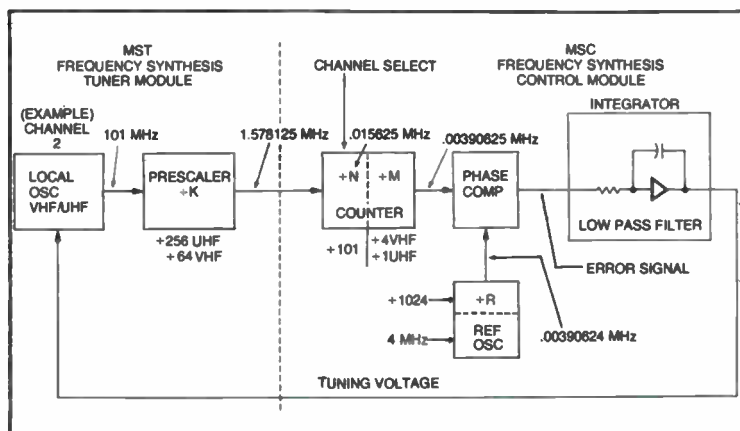 MST
FREQUENCY SYNTHESIS
TUNER MODULE
CHANNEL SELECT
MSC
FREQUENCY SYNTHESIS
CONTROL MODULE
INTEGRATOR
(EXAMPLE)
CHANNEL
2
101 MHz
1.578125 MHz
.015625 MHz
.00390625 MHz
LOCAL
OSC
VHF/UHF
PRESCALER
÷K
÷N
÷M
COUNTER
PHASE
COMP
LOW PASS FILTER
÷256 UHF
÷64 VHF
÷101
÷4VHF
÷1UHF
ERROR SIGNAL
÷1024
÷R
4 MHz
REF
OSC
.00390624 MHz
TUNING VOLTAGE